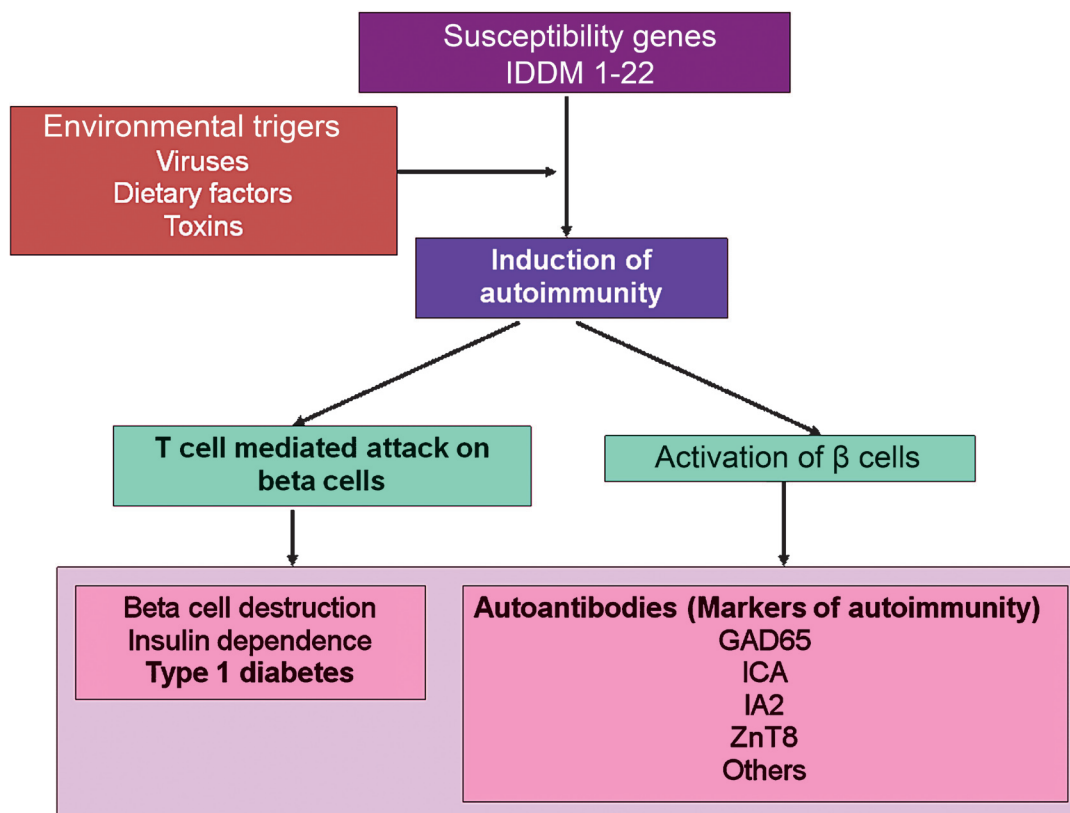 Susceptibility genes
IDDM 1-22
Environmental trigers
Viruses
Dietary factors
Toxins
Induction of
autoimmunity
T cell mediated attack on
beta cells
Activation of β cells
Beta cell destruction
Insulin dependence
Type 1 diabetes
Autoantibodies (Markers of autoimmunity)
GAD65
ICA
IA2
ZnT8
Others